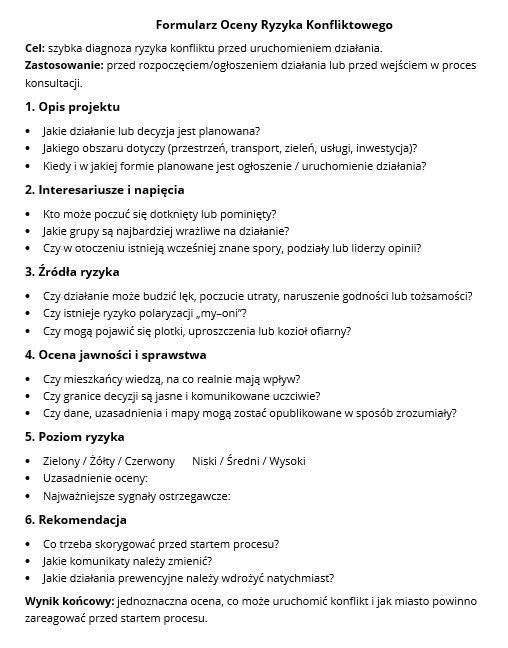 Formularz Oceny Ryzyka Konfliktowego
Cel: szybka diagnoza ryzyka konfliktu przed uruchomieniem działania.
Zastosowanie: przed rozpoczęciem/ogłoszeniem działania lub przed wejściem w proces
konsultacji.
1. Opis projektu
• Jakie działanie lub decyzja jest planowana?
• Jakiego obszaru dotyczy (przestrzeń, transport, zieleń, usługi, inwestycja)?
• Kiedy i w jakiej formie planowane jest ogłoszenie / uruchomienie działania?
2. Interesariusze i napięcia
• Kto może poczuć się dotknięty lub pominięty?
• Jakie grupy są najbardziej wrażliwe na działanie?
• Czy w otoczeniu istnieją wcześniej znane spory, podziały lub liderzy opinii?
3. Źródła ryzyka
• Czy działanie może budzić lęk, poczucie utraty, naruszenie godności lub tożsamości?
• Czy istnieje ryzyko polaryzacji „my–oni”?
• Czy mogą pojawić się plotki, uproszczenia lub kozioł ofiarny?
4. Ocena jawności i sprawstwa
• Czy mieszkańcy wiedzą, na co realnie mają wpływ?
• Czy granice decyzji są jasne i komunikowane uczciwie?
• Czy dane, uzasadnienia i mapy mogą zostać opublikowane w sposób zrozumiały?
5. Poziom ryzyka
• Zielony / Żółty / Czerwony Niski / Średni / Wysoki
• Uzasadnienie oceny:
• Najważniejsze sygnały ostrzegawcze:
6. Rekomendacja
• Co trzeba skorygować przed startem procesu?
• Jakie komunikaty należy zmienić?
• Jakie działania prewencyjne należy wdrożyć natychmiast?
Wynik końcowy: jednoznaczna ocena, co może uruchomić konflikt i jak miasto powinno
zareagować przed startem procesu.